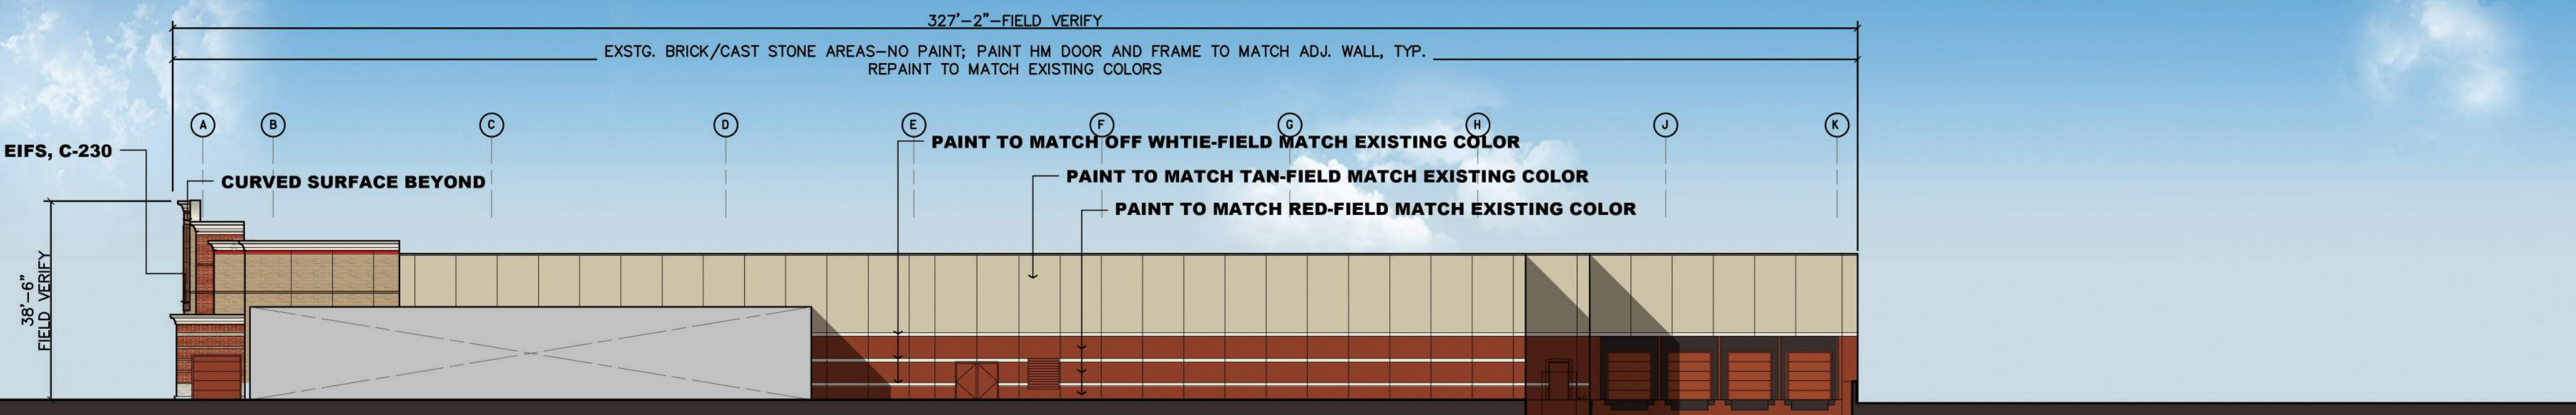 327'-2"-FIELD VERIFY
EXSTG. BRICK/CAST STONE AREAS-NO PAINT; PAINT HM DOOR AND FRAME TO MATCH ADJ. WALL, TYP.
REPAINT TO MATCH EXISTING COLORS
A B C D E F G H J K
PAINT TO MATCH OFF WHTIE-FIELD MATCH EXISTING COLOR
EIFS, C-230
PAINT TO MATCH TAN-FIELD MATCH EXISTING COLOR
CURVED SURFACE BEYOND
PAINT TO MATCH RED-FIELD MATCH EXISTING COLOR
38'-6"
FIELD VERIFY